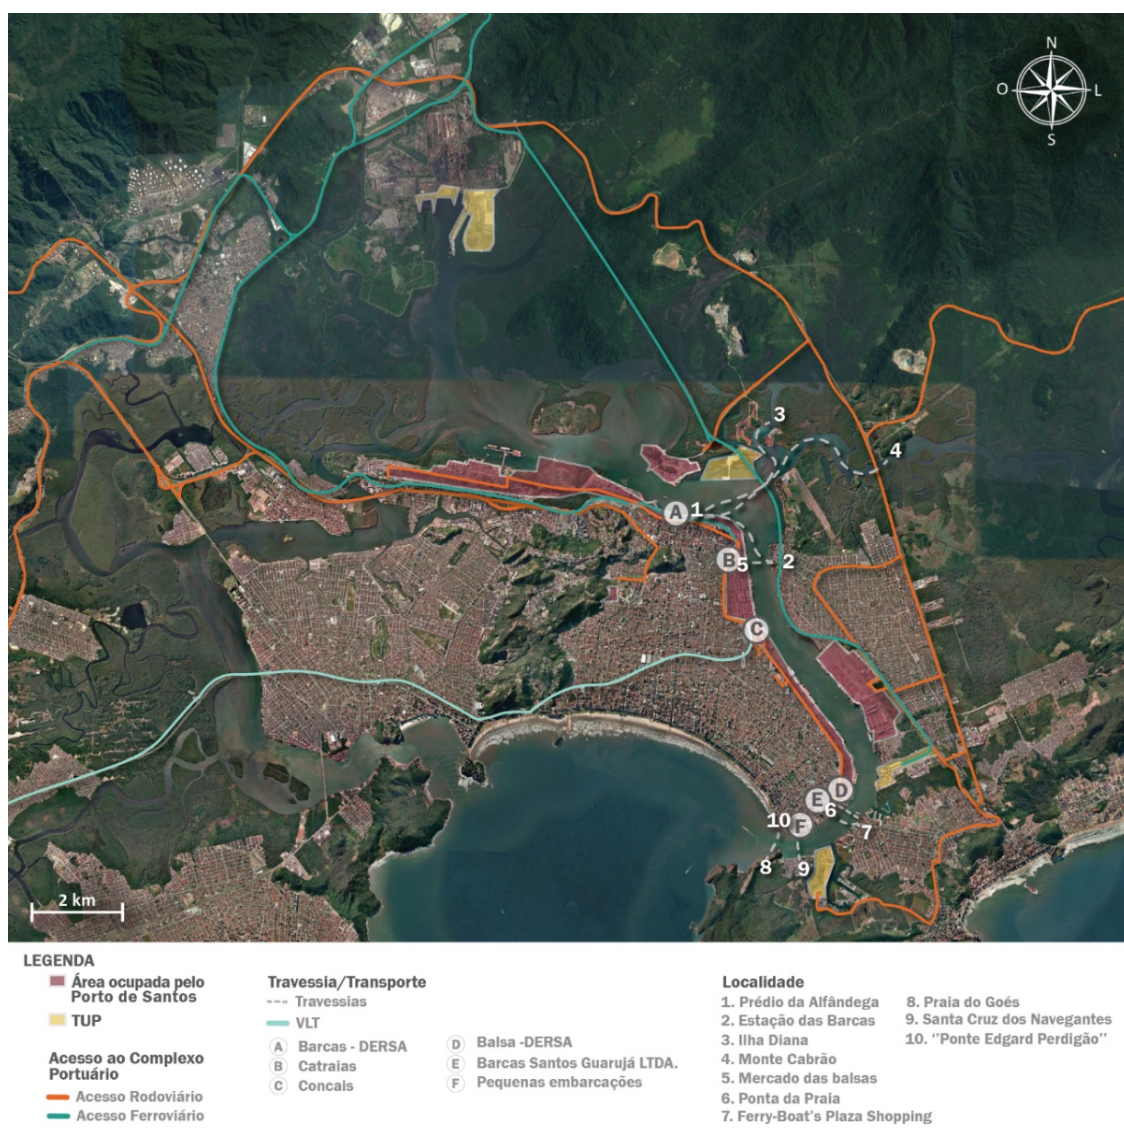 N
O
L
S
3
4
A
1
B
5
2
C
D
E
6
10
F
7
8
9
2 km
LEGENDA
Área ocupada pelo
Porto de Santos
TUP
Acesso ao Complexo
Portuário
Acesso Rodoviário
Acesso Ferroviário
Travessia/Transporte
Travessias
VLT
A Barcas - DERSA
B Catraias
C Concais
D Balsa -DERSA
E Barcas Santos Guarujá LTDA.
F Pequenas embarcações
Localidade
1. Prédio da Alfândega
2. Estação das Barcas
3. Ilha Diana
4. Monte Cabrão
5. Mercado das balsas
6. Ponta da Praia
7. Ferry-Boat's Plaza Shopping
8. Praia do Goés
9. Santa Cruz dos Navegantes
10. ‘‘Ponte Edgard Perdigão’’